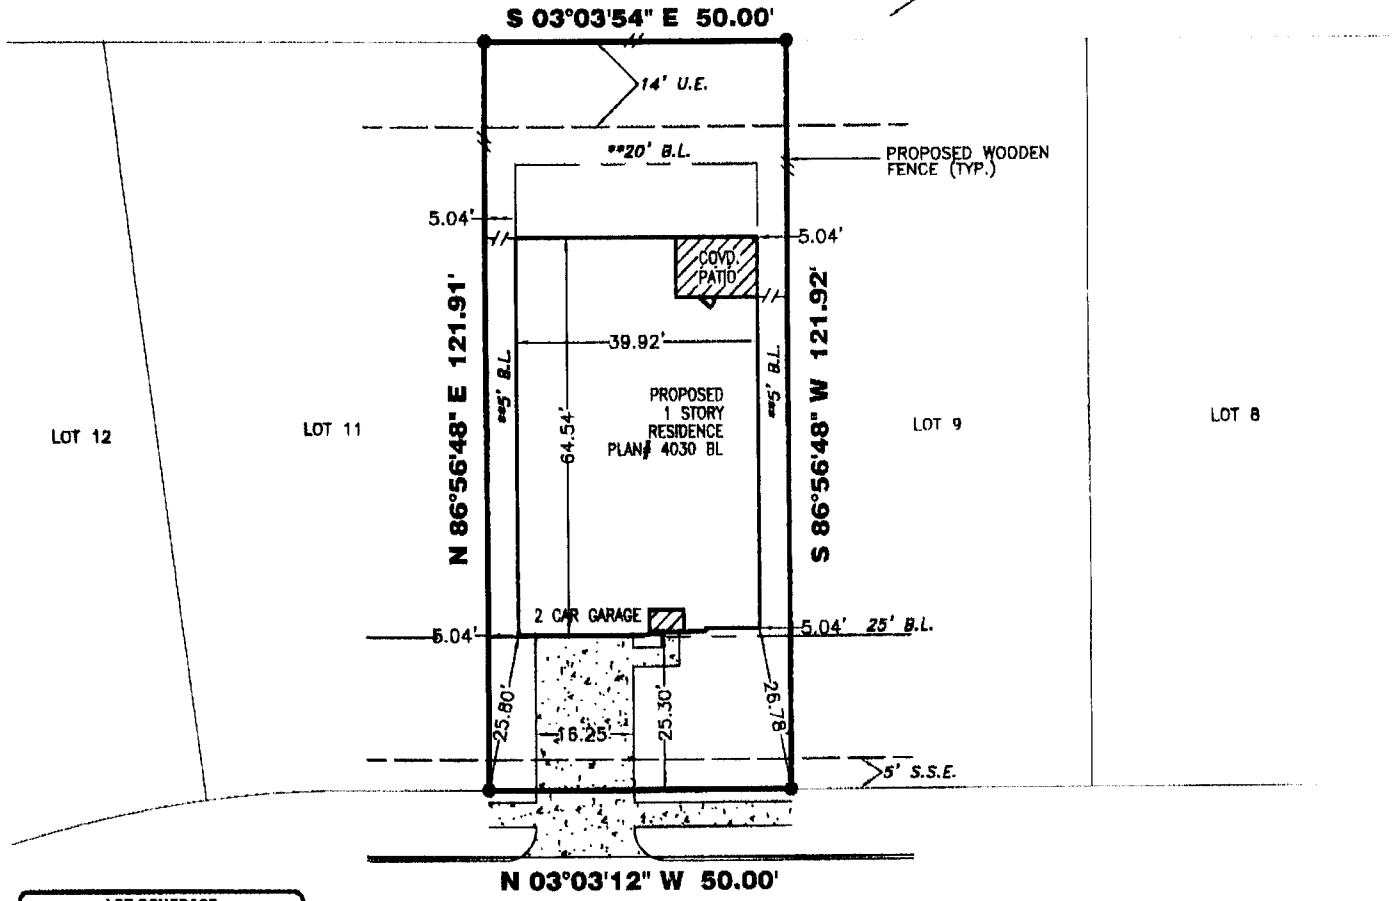 S 03°03'54" E 50.00'
14' U.E.
**20' B.L.
PROPOSED WOODEN
FENCE (TYP.)
5.04'
5.04'
COVD.
PATIO
N 86°56'48" E 121.91'
S 86°56'48" W 121.92'
39.92'
**5' B.L.
**5' B.L.
64.54'
PROPOSED
1 STORY
RESIDENCE
PLAN# 4030 BL
LOT 12
LOT 11
LOT 9
LOT 8
2 CAR GARAGE
5.04'
5.04'
25' B.L.
25.80'
16.25'
25.30'
26.78'
5' S.S.E.
N 03°03'12" W 50.00'